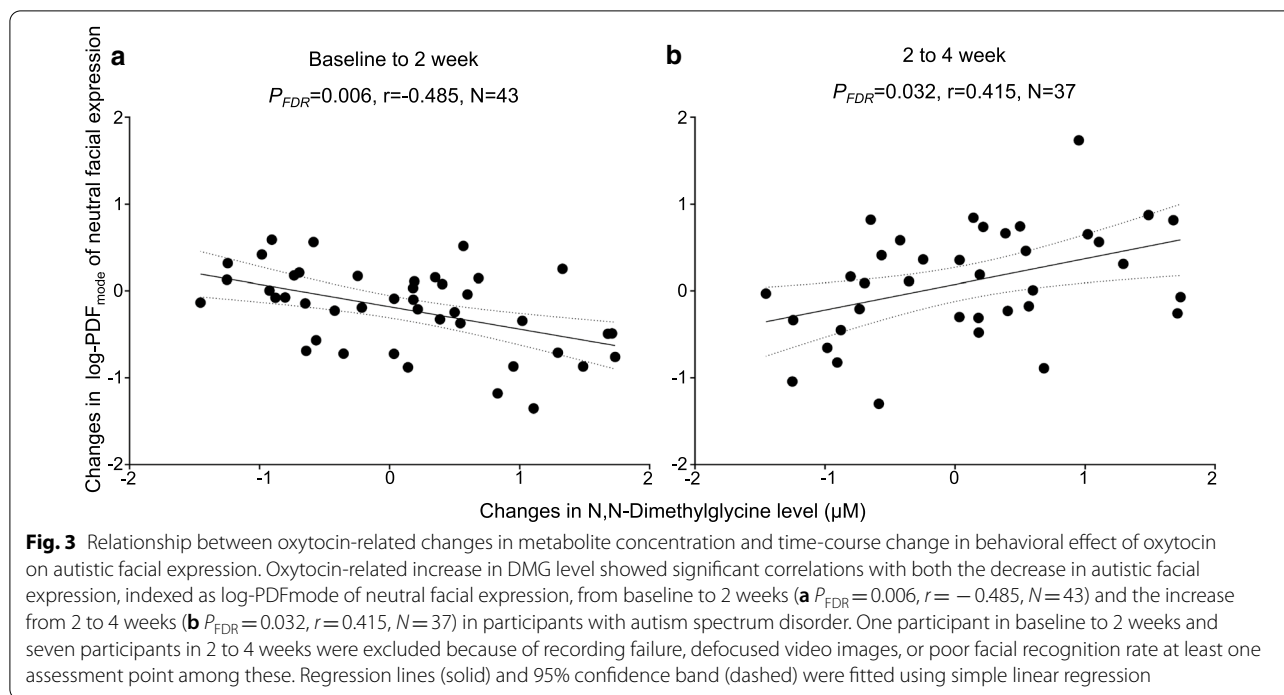 a
Baseline to 2 week
P_FDR=0.006, r=-0.485, N=43
b
2 to 4 week
P_FDR=0.032, r=0.415, N=37
Changes in log-PDF_mode of neutral facial expression
2
1
0
-1
-2
-2 -1 0 1 2
2
1
0
-1
-2
-2 -1 0 1 2
Changes in N,N-Dimethylglycine level (µM)
Fig. 3 Relationship between oxytocin-related changes in metabolite concentration and time-course change in behavioral effect of oxytocin
on autistic facial expression. Oxytocin-related increase in DMG level showed significant correlations with both the decrease in autistic facial
expression, indexed as log-PDFmode of neutral facial expression, from baseline to 2 weeks (a P_FDR = 0.006, r = − 0.485, N = 43) and the increase
from 2 to 4 weeks (b P_FDR = 0.032, r = 0.415, N = 37) in participants with autism spectrum disorder. One participant in baseline to 2 weeks and
seven participants in 2 to 4 weeks were excluded because of recording failure, defocused video images, or poor facial recognition rate at least one
assessment point among these. Regression lines (solid) and 95% confidence band (dashed) were fitted using simple linear regression